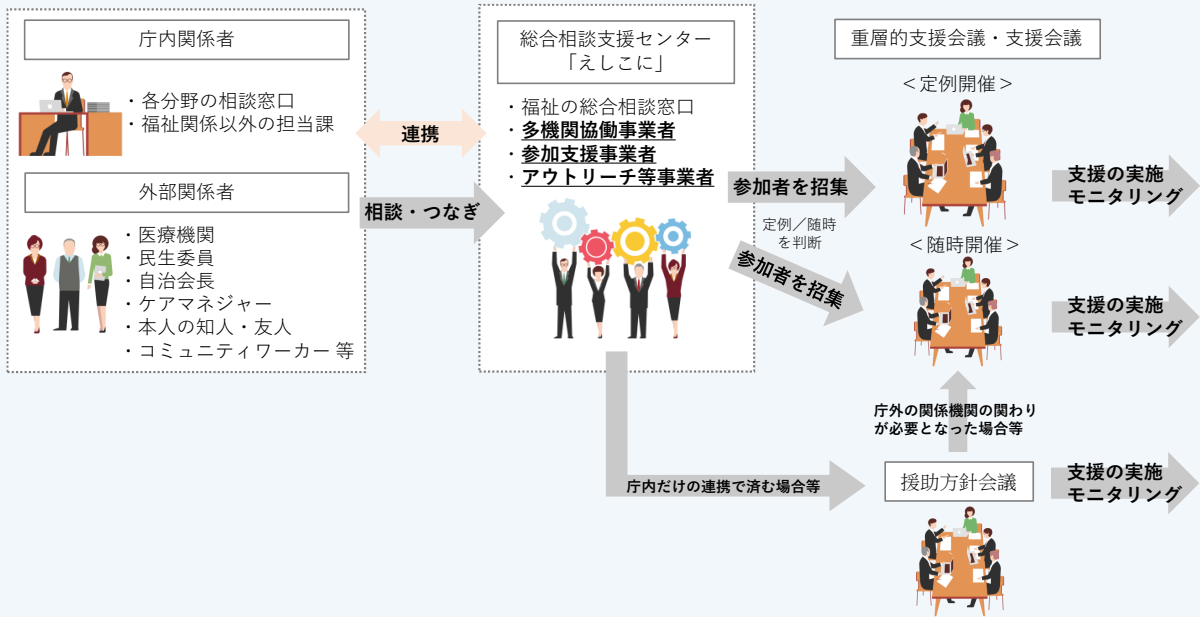 庁内関係者
・各分野の相談窓口
・福祉関係以外の担当課
外部関係者
・医療機関
・民生委員
・自治会長
・ケアマネジャー
・本人の知人・友人
・コミュニティワーカー 等
連携
相談・つなぎ
総合相談支援センター
「えしこに」
・福祉の総合相談窓口
・多機関協働事業者
・参加支援事業者
・アウトリーチ等事業者
参加者を招集
定例／随時
を判断
参加者を招集
重層的支援会議・支援会議
＜定例開催＞
支援の実施
モニタリング
＜随時開催＞
支援の実施
モニタリング
庁外の関係機関の関わり
が必要となった場合等
庁内だけの連携で済む場合等
援助方針会議
支援の実施
モニタリング